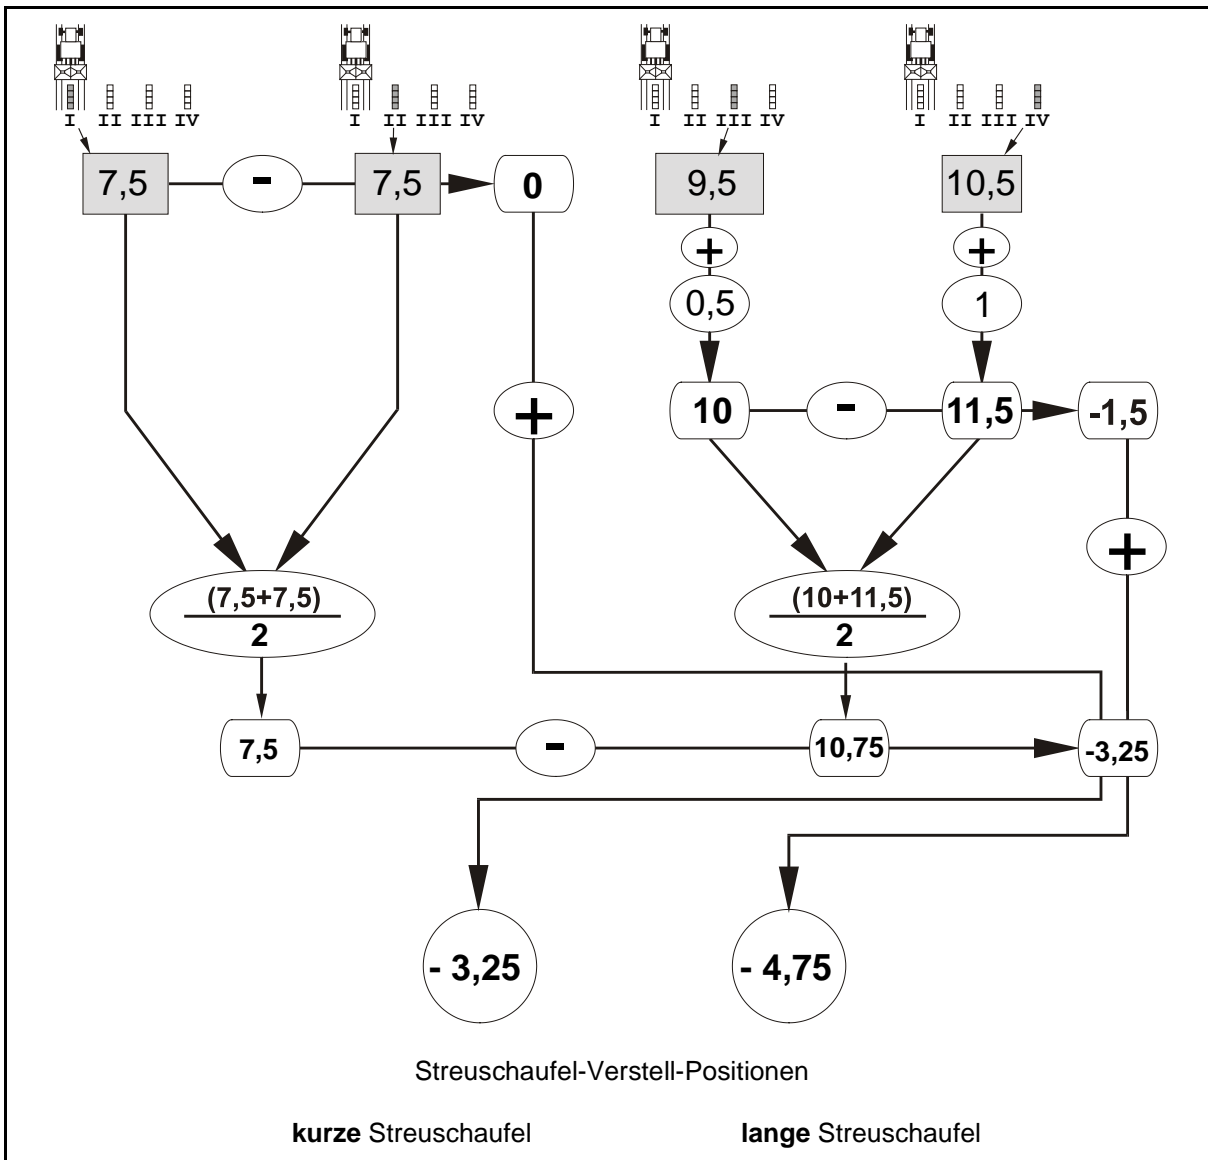 I II III IV I II III IV I II III IV I II III IV
7,5 - 7,5 0 9,5 10,5
+ +
0,5 1
+ 10 - 11,5 -1,5
+
(7,5+7,5) (10+11,5)
2 2
7,5 - 10,75 -3,25
- 3,25 - 4,75
Streuschaufel-Verstell-Positionen
kurze Streuschaufel lange Streuschaufel